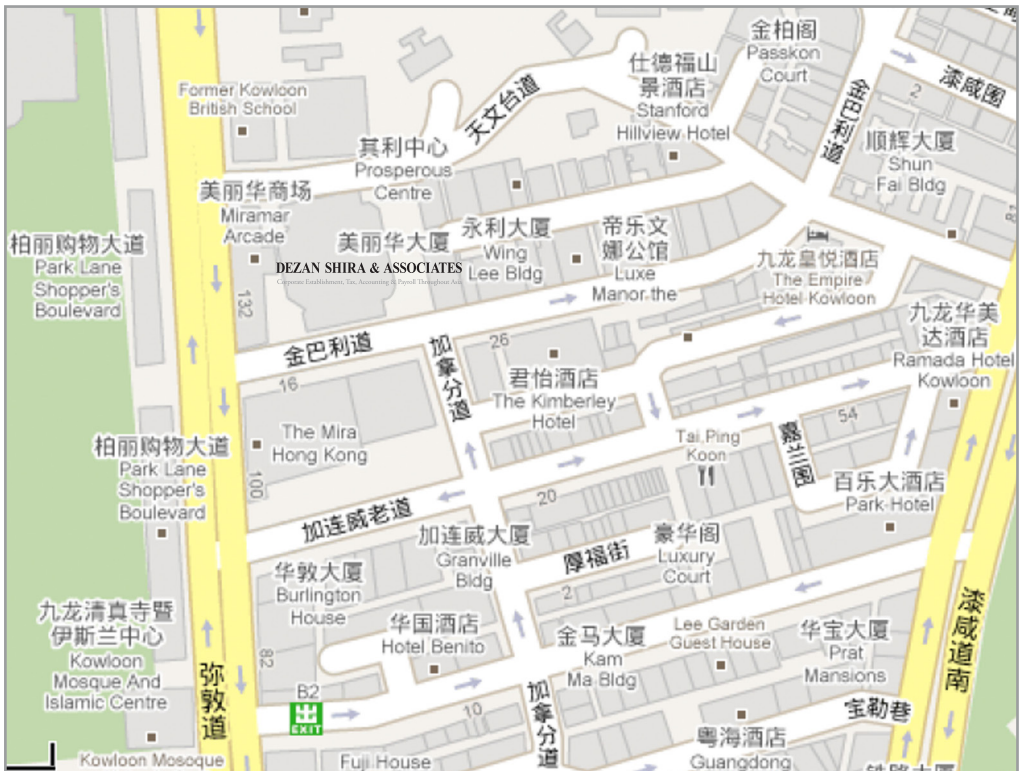 金柏阁
Passkon
Court
仕德福山
景酒店
Stanford
Hillview Hotel
天文台道
金巴利道
漆咸围
2
Former Kowloon
British School
其利中心
Prosperous
Centre
顺辉大厦
Shun
Fai Bldg
81
美丽华商场
Miramar
Arcade
美丽华大厦
永利大厦
Wing
Lee Bldg
帝乐文
娜公馆
Luxe
Manor the
柏丽购物大道
Park Lane
Shopper's
Boulevard
DEZAN SHIRA & ASSOCIATES
Corporate Establishment, Tax, Accounting & Payroll Throughout Asia
九龙皇悦酒店
The Empire
Hotel Kowloon
132
九龙华美
达酒店
Ramada Hotel
Kowloon
金巴利道
加拿分道
26
16
君怡酒店
The Kimberley
Hotel
54
The Mira
Hong Kong
Tai Ping
Koon
嘉兰围
柏丽购物大道
Park Lane
Shopper's
Boulevard
100
百乐大酒店
Park Hotel
20
加连威老道
加连威大厦
Granville
Bldg
豪华阁
Luxury
Court
厚福街
2
华敦大厦
Burlington
House
九龙清真寺暨
伊斯兰中心
Kowloon
Mosque And
Islamic Centre
82
华国酒店
Hotel Benito
金马大厦
Kam
Ma Bldg
Lee Garden
Guest House
华宝大厦
Prat
Mansions
漆咸道南
弥敦道
B2
出
EXIT
10
加拿分道
宝勒巷
粤海酒店
Guangdong
Kowloon Mosque
Fuji House